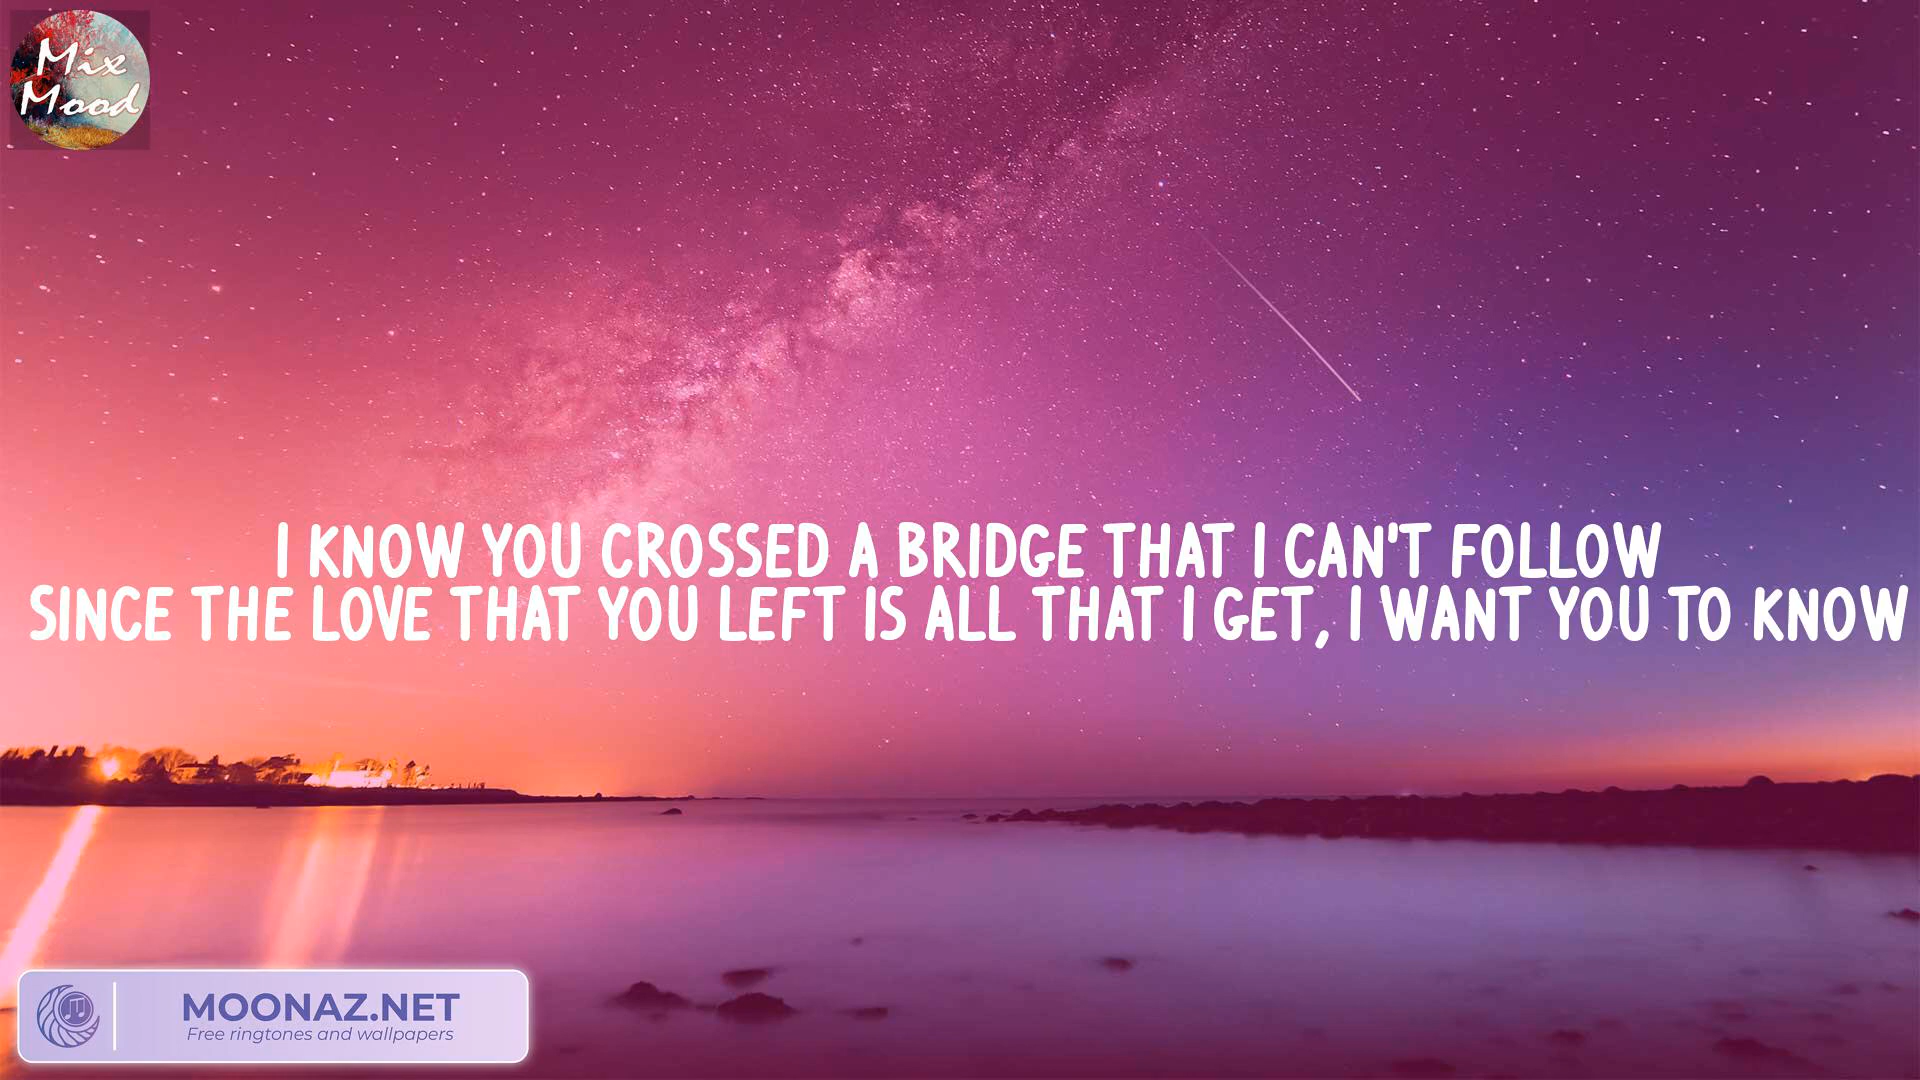 Mix
Mood
I KNOW YOU CROSSED A BRIDGE THAT I CAN'T FOLLOW
SINCE THE LOVE THAT YOU LEFT IS ALL THAT I GET, I WANT YOU TO KNOW
MOONAZ.NET
Free ringtones and wallpapers